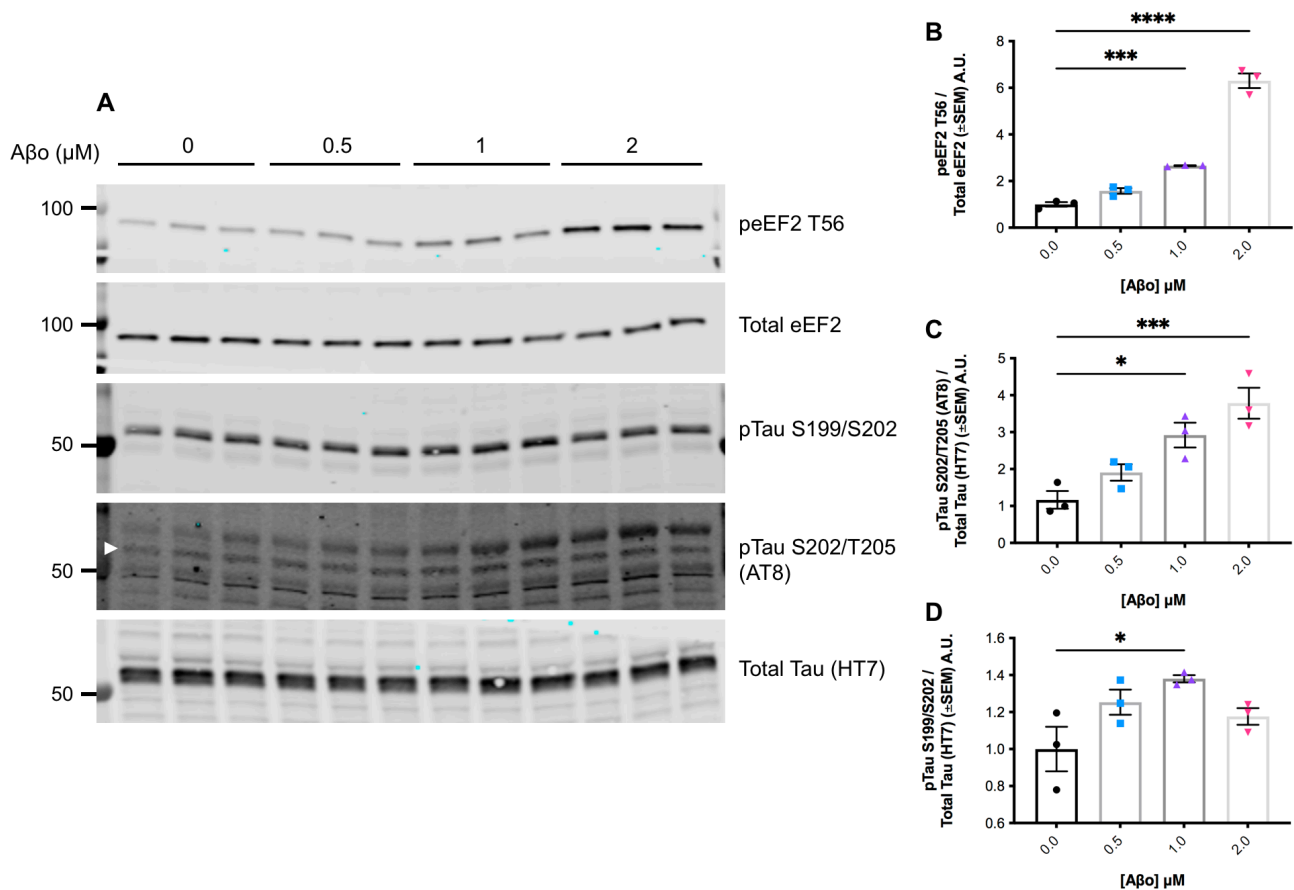 A
Aβo (µM)
0
0.5
1
2
100
peEF2 T56
100
Total eEF2
50
pTau S199/S202
50
pTau S202/T205
(AT8)
50
Total Tau (HT7)
B
****
***
peEF2 T56 /
Total eEF2 (±SEM) A.U.
8
6
4
2
0
0.0
0.5
1.0
2.0
[Aβo] µM
C
***
*
pTau S202/T205 (AT8) /
Total Tau (HT7) (±SEM) A.U.
5
4
3
2
1
0
0.0
0.5
1.0
2.0
[Aβo] µM
D
*
pTau S199/S202 /
Total Tau (HT7) (±SEM) A.U.
1.6
1.4
1.2
1.0
0.8
0.6
0.0
0.5
1.0
2.0
[Aβo] µM